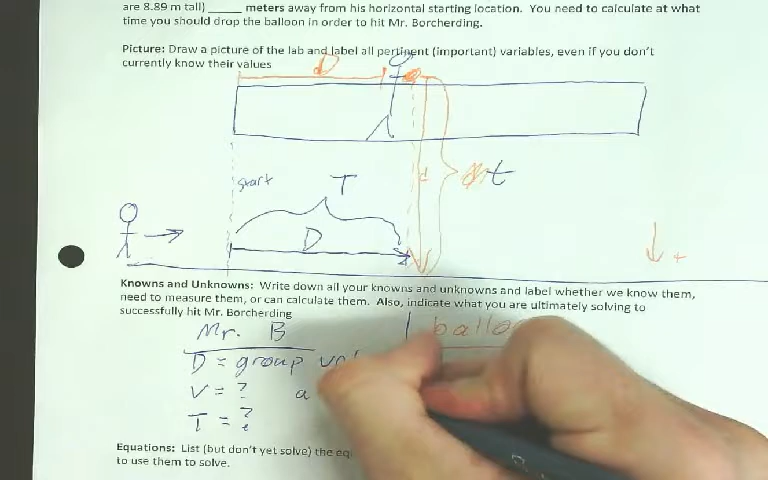 are 8.89 m tall) _____ meters away from his horizontal starting location. You need to calculate at what
time you should drop the balloon in order to hit Mr. Borcherding.
Picture: Draw a picture of the lab and label all pertinent (important) variables, even if you don't
currently know their values
D
start
T
d
t
D
+
Knowns and Unknowns: Write down all your knowns and unknowns and label whether we know them,
need to measure them, or can calculate them. Also, indicate what you are ultimately solving to
successfully hit Mr. Borcherding
Mr. B
ballo
D = group
V = ? a
T = ?
Equations: List (but don't yet solve) the
to use them to solve.